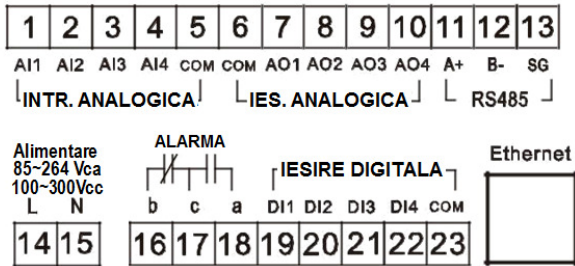 1 2 3 4 5 6 7 8 9 10 11 12 13
AI1 AI2 AI3 AI4 COM COM AO1 AO2 AO3 AO4 A+ B- SG
INTR. ANALOGICA IES. ANALOGICA RS485
Alimentare
85~264 Vca
100~300Vcc
L N
ALARMA
b c a
IESIRE DIGITALA
DI1 DI2 DI3 DI4 COM
14 15 16 17 18 19 20 21 22 23
Ethernet